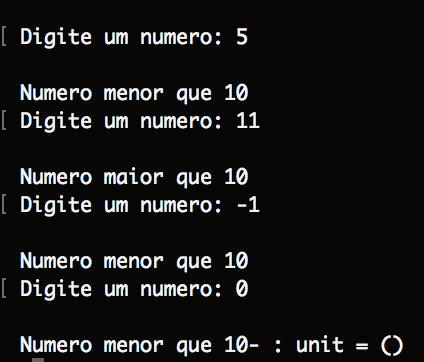 [ Digite um numero: 5
Numero menor que 10
[ Digite um numero: 11
Numero maior que 10
[ Digite um numero: -1
Numero menor que 10
[ Digite um numero: 0
Numero menor que 10- : unit = ()